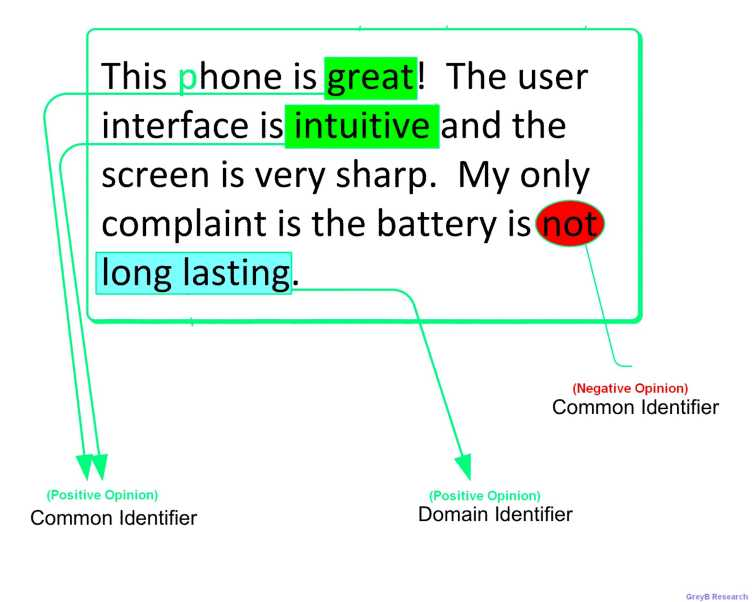 This phone is great! The user
interface is intuitive and the
screen is very sharp. My only
complaint is the battery is not
long lasting.
(Negative Opinion)
Common Identifier
(Positive Opinion)
Common Identifier
(Positive Opinion)
Domain Identifier
GreyB Research